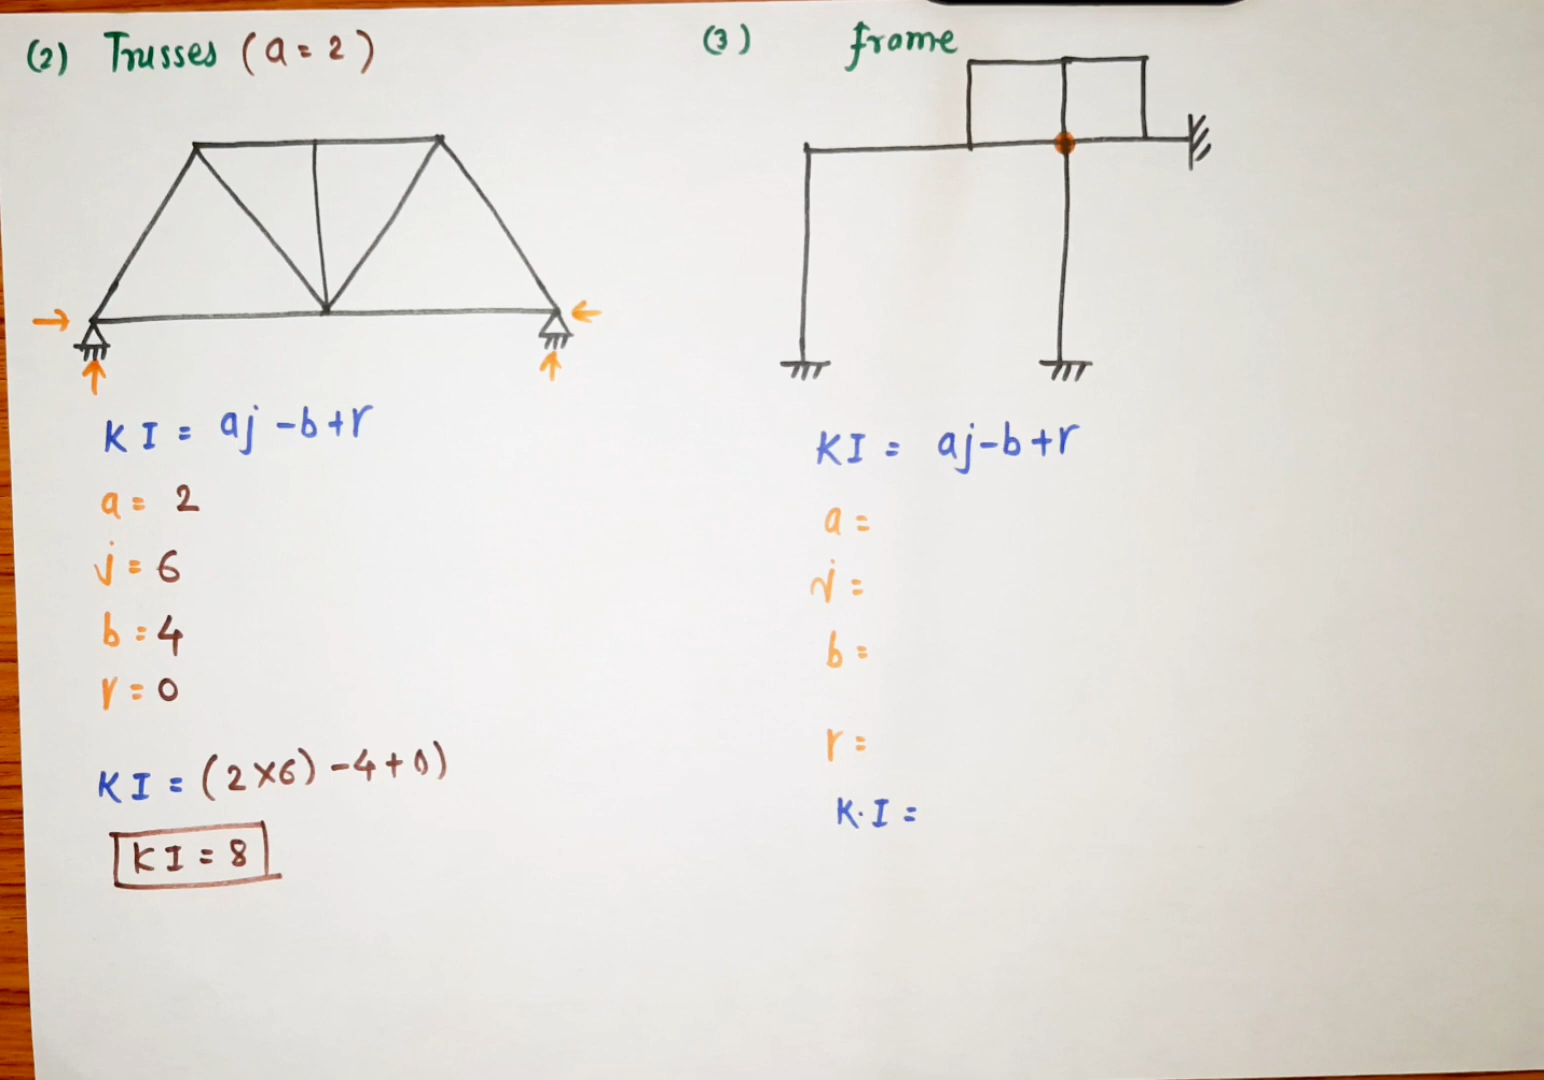 (2) Trusses (a = 2)
KI = aj - b + r
a = 2
j = 6
b = 4
r = 0
KI = (2×6) - 4 + 0)
KI = 8
(3) frame
KI = aj - b + r
a =
j =
b =
r =
K.I =